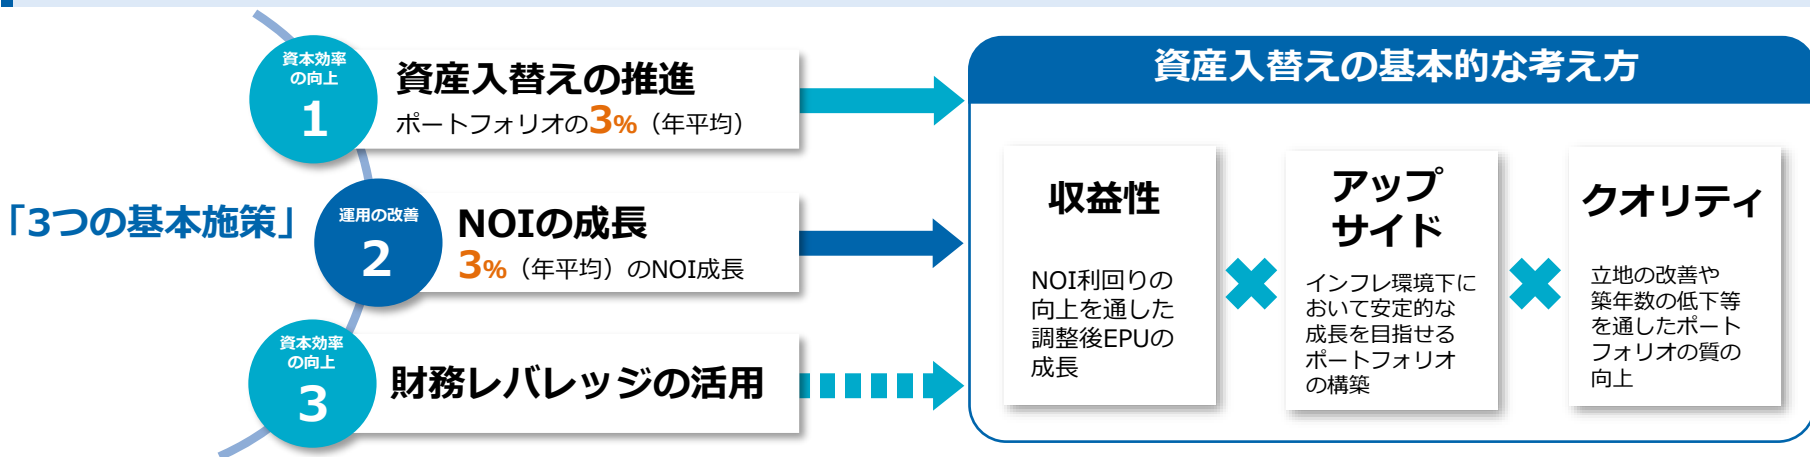 「3つの基本施策」
資本効率
の向上
1
資産入替えの推進
ポートフォリオの3%（年平均）
運用の改善
2
NOIの成長
3%（年平均）のNOI成長
資本効率
の向上
3
財務レバレッジの活用
資産入替えの基本的な考え方
収益性
NOI利回りの
向上を通した
調整後EPUの
成長
アップ
サイド
インフレ環境下に
おいて安定的な
成長を目指せる
ポートフォリオ
の構築
クオリティ
立地の改善や
築年数の低下等
を通したポート
フォリオの質の
向上